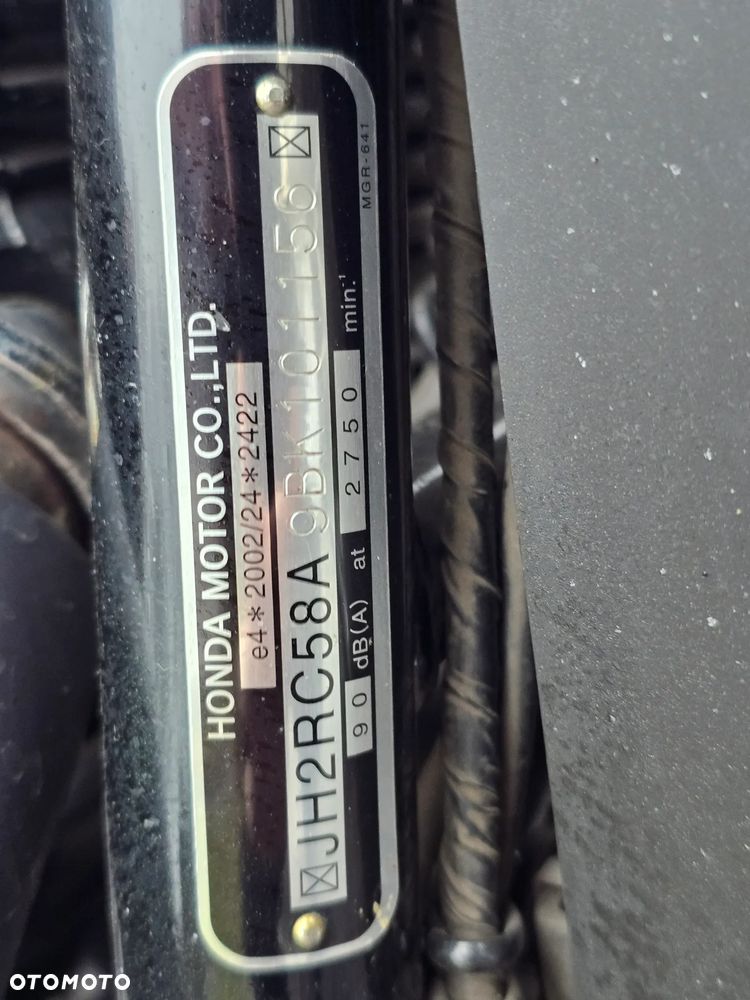 HONDA MOTOR CO.,LTD.
e4*2002/24*2422
JH2RC58A9BK101156
90 dB(A) at 2750 min.⁻¹
MGR-641
OTOMOTO